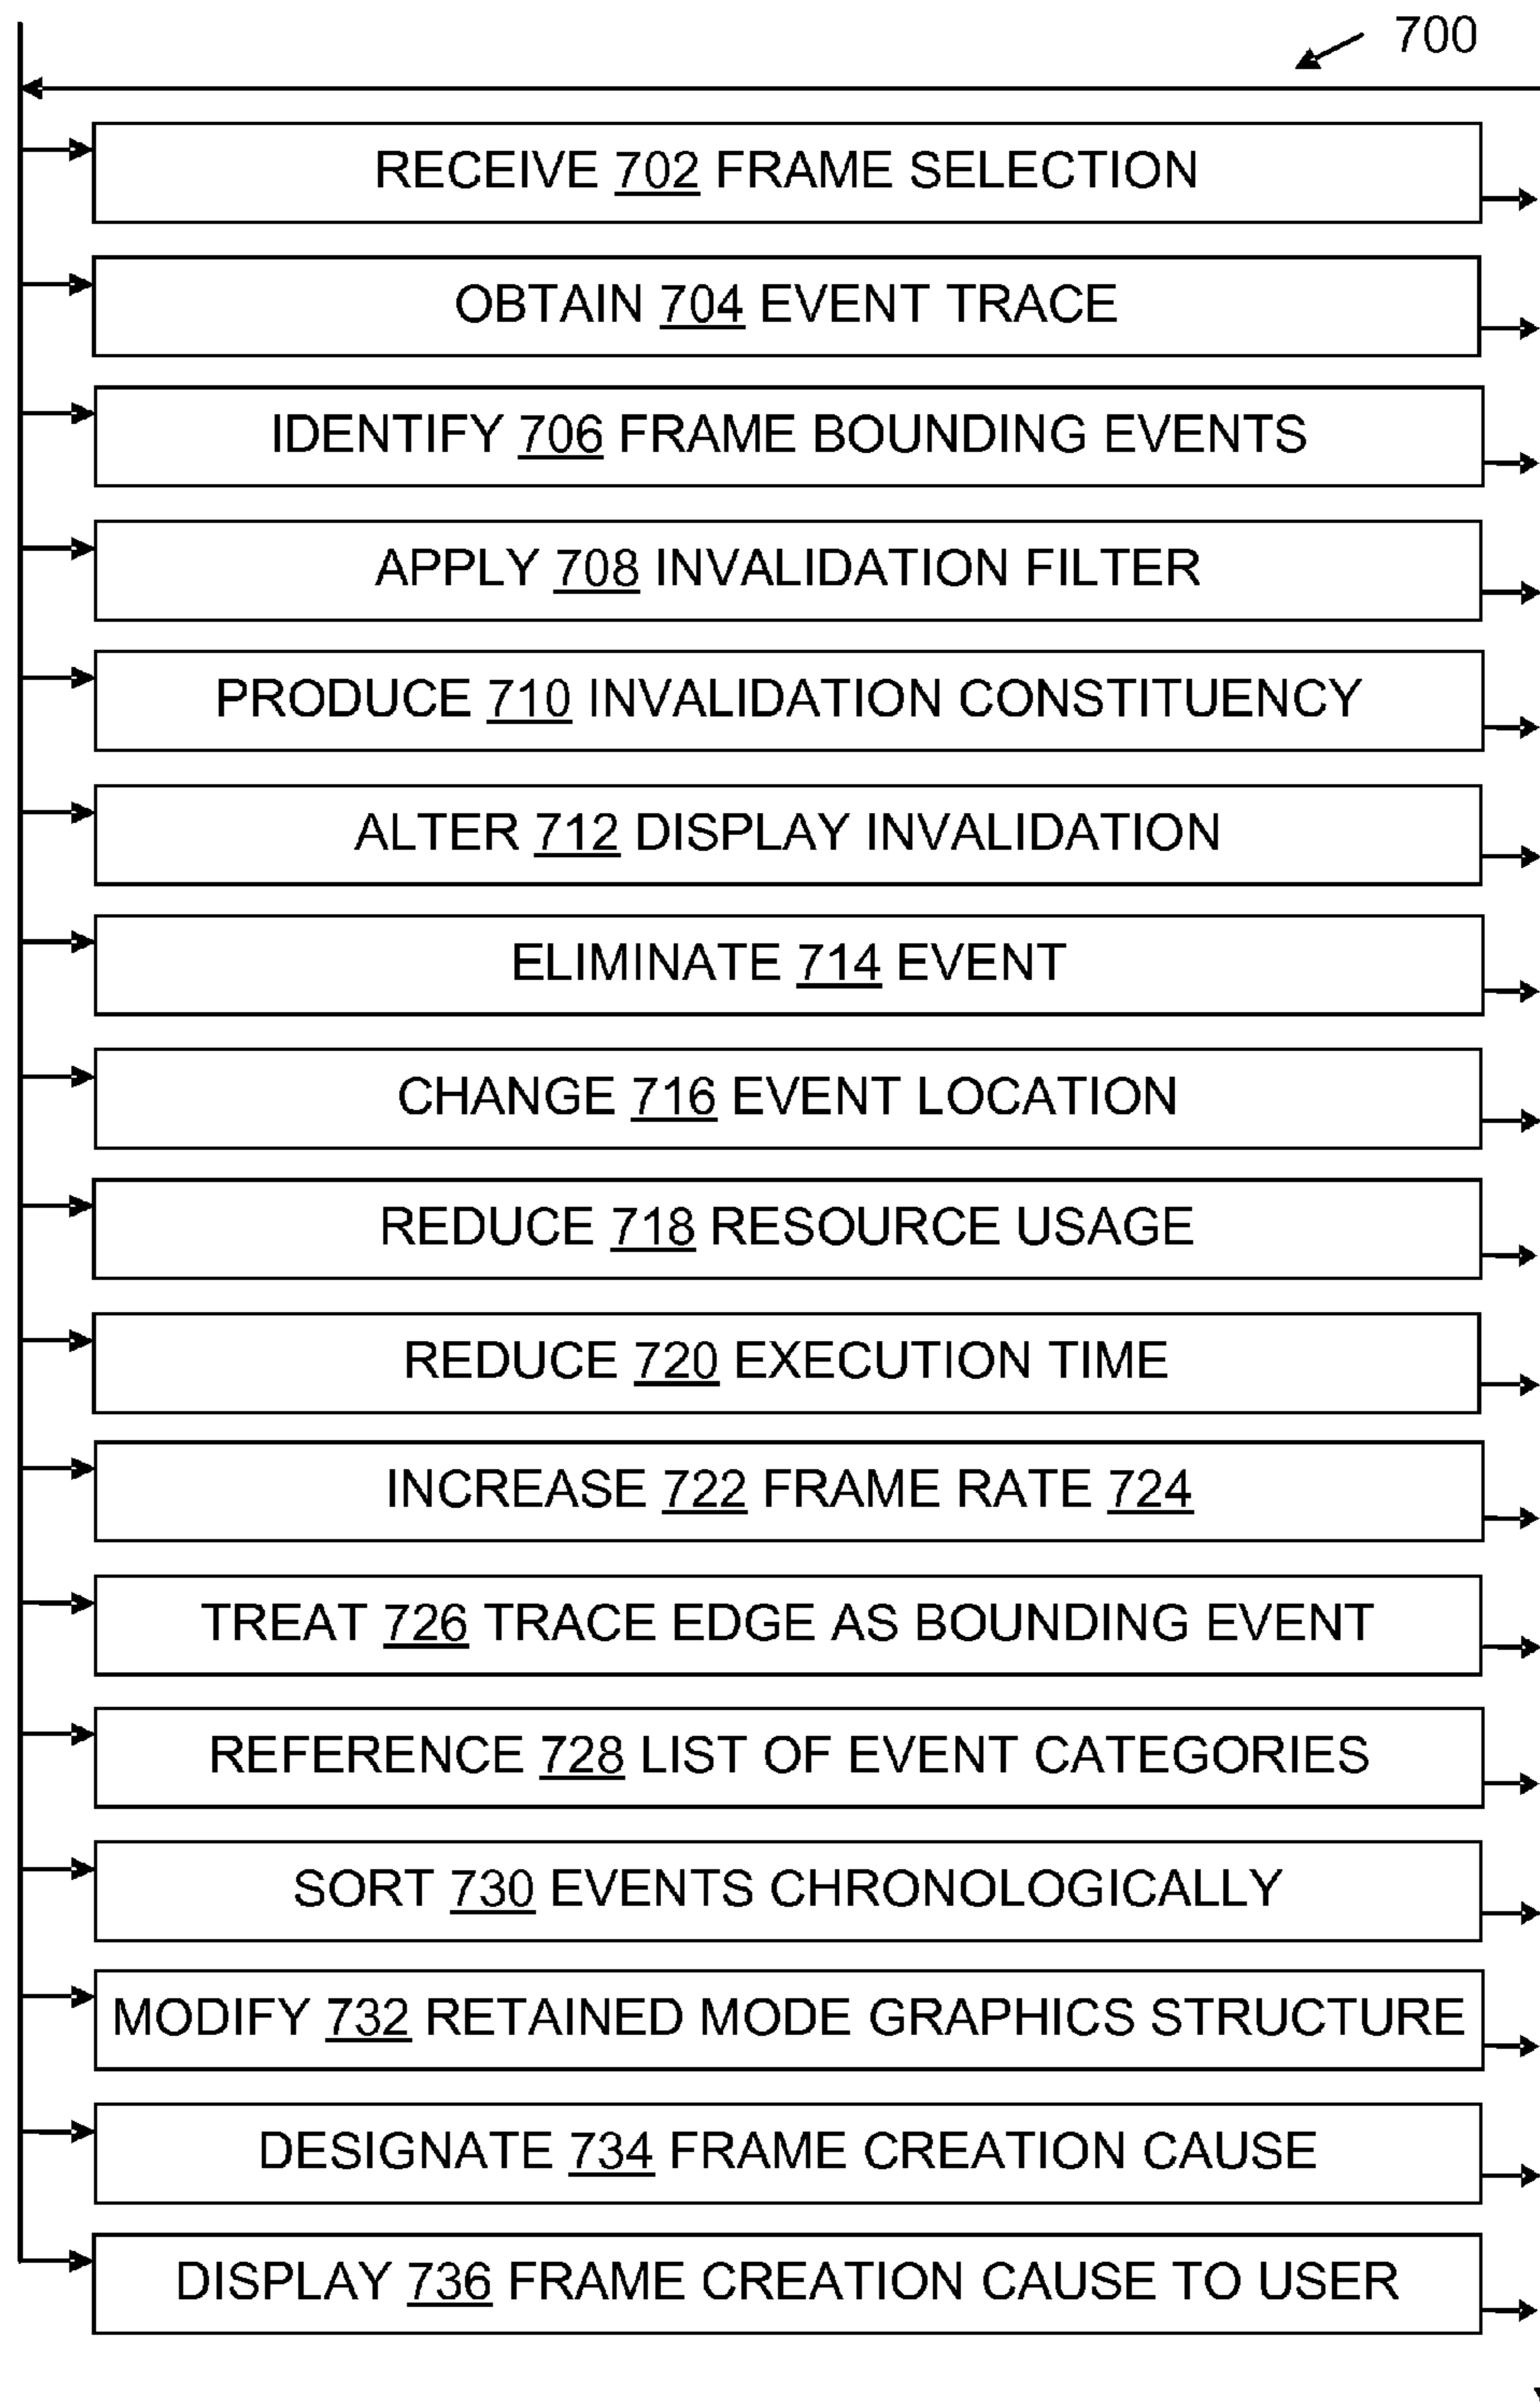 700
RECEIVE 702 FRAME SELECTION
OBTAIN 704 EVENT TRACE
IDENTIFY 706 FRAME BOUNDING EVENTS
APPLY 708 INVALIDATION FILTER
PRODUCE 710 INVALIDATION CONSTITUENCY
ALTER 712 DISPLAY INVALIDATION
ELIMINATE 714 EVENT
CHANGE 716 EVENT LOCATION
REDUCE 718 RESOURCE USAGE
REDUCE 720 EXECUTION TIME
INCREASE 722 FRAME RATE 724
TREAT 726 TRACE EDGE AS BOUNDING EVENT
REFERENCE 728 LIST OF EVENT CATEGORIES
SORT 730 EVENTS CHRONOLOGICALLY
MODIFY 732 RETAINED MODE GRAPHICS STRUCTURE
DESIGNATE 734 FRAME CREATION CAUSE
DISPLAY 736 FRAME CREATION CAUSE TO USER